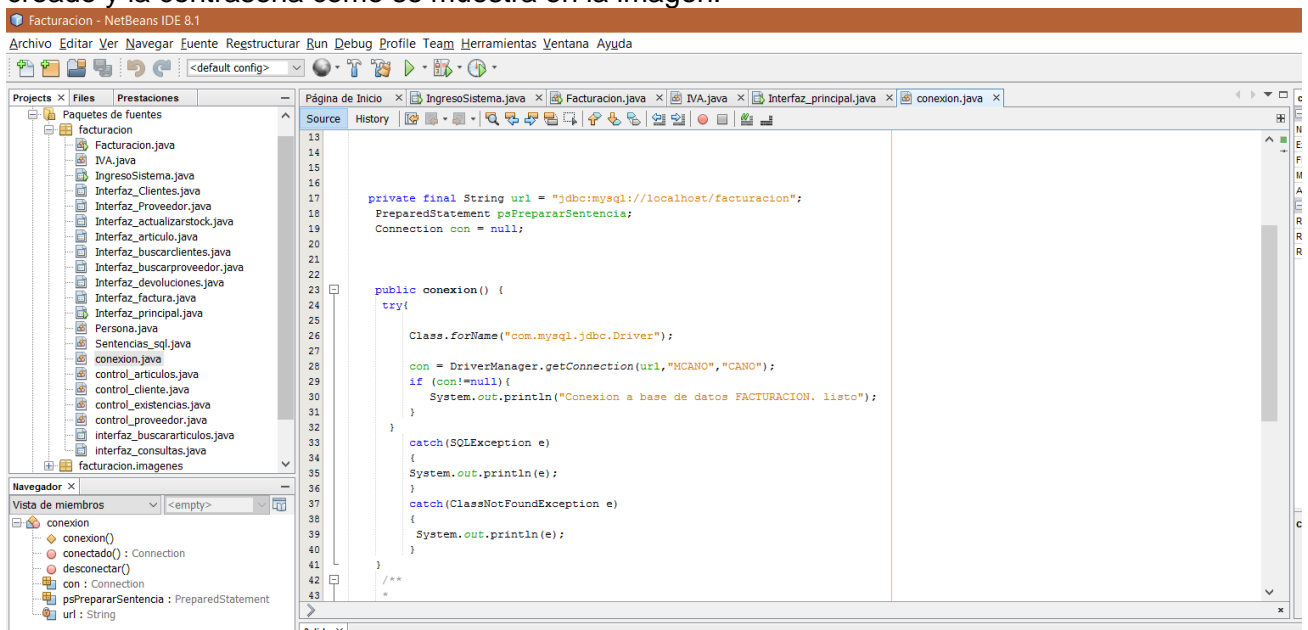 creado y la contraseña como se muestra en la imagen.
Facturacion - NetBeans IDE 8.1
Archivo Editar Ver Navegar Fuente Reestructurar Run Debug Profile Team Herramientas Ventana Ayuda
<default config>
Projects Files Prestaciones
Página de Inicio IngresoSistema.java Facturacion.java IVA.java Interfaz_principal.java conexion.java
Source History
Paquetes de fuentes
facturacion
Facturacion.java
IVA.java
IngresoSistema.java
Interfaz_Clientes.java
Interfaz_Proveedor.java
Interfaz_actualizarstock.java
Interfaz_articulo.java
Interfaz_buscarclientes.java
Interfaz_buscarproveedor.java
Interfaz_devoluciones.java
Interfaz_factura.java
Interfaz_principal.java
Persona.java
Sentencias_sql.java
conexion.java
control_articulos.java
control_cliente.java
control_existencias.java
control_proveedor.java
interfaz_buscararticulos.java
interfaz_consultas.java
facturacion.imagenes
Navegador
Vista de miembros <empty>
conexion
conexion()
conectado() : Connection
desconectar()
con : Connection
psPrepararSentencia : PreparedStatement
url : String
13
14
15
16
17 private final String url = "jdbc:mysql://localhost/facturacion";
18 PreparedStatement psPrepararSentencia;
19 Connection con = null;
20
21
22
23 public conexion() {
24 try{
25
26 Class.forName("com.mysql.jdbc.Driver");
27
28 con = DriverManager.getConnection(url,"MCANO","CANO");
29 if (con!=null){
30 System.out.println("Conexion a base de datos FACTURACION. listo");
31 }
32 }
33 catch(SQLException e)
34 {
35 System.out.println(e);
36 }
37 catch(ClassNotFoundException e)
38 {
39 System.out.println(e);
40 }
41 }
42 /**
43 *